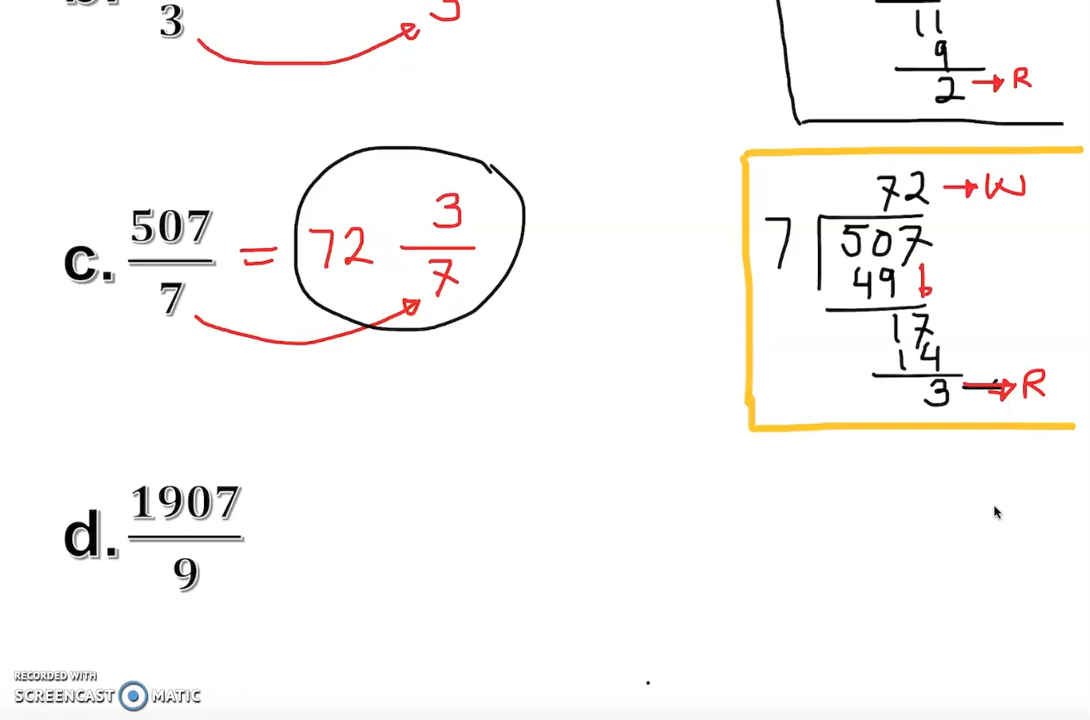 3
3
11
9
2 → R
c. 507/7 = 72 3/7
72 → W
7 507
49
17
14
3 → R
d. 1907/9
RECORDED WITH
SCREENCAST MATIC